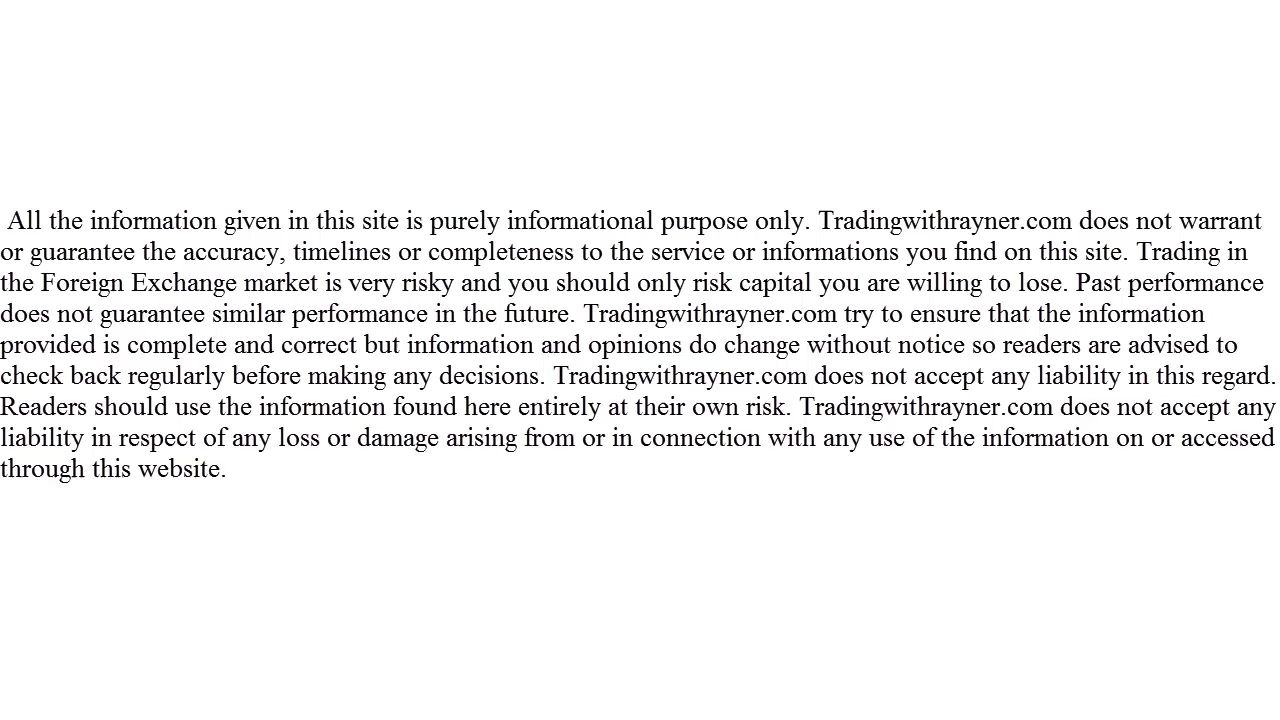 All the information given in this site is purely informational purpose only. Tradingwithrayner.com does not warrant
or guarantee the accuracy, timelines or completeness to the service or informations you find on this site. Trading in
the Foreign Exchange market is very risky and you should only risk capital you are willing to lose. Past performance
does not guarantee similar performance in the future. Tradingwithrayner.com try to ensure that the information
provided is complete and correct but information and opinions do change without notice so readers are advised to
check back regularly before making any decisions. Tradingwithrayner.com does not accept any liability in this regard.
Readers should use the information found here entirely at their own risk. Tradingwithrayner.com does not accept any
liability in respect of any loss or damage arising from or in connection with any use of the information on or accessed
through this website.